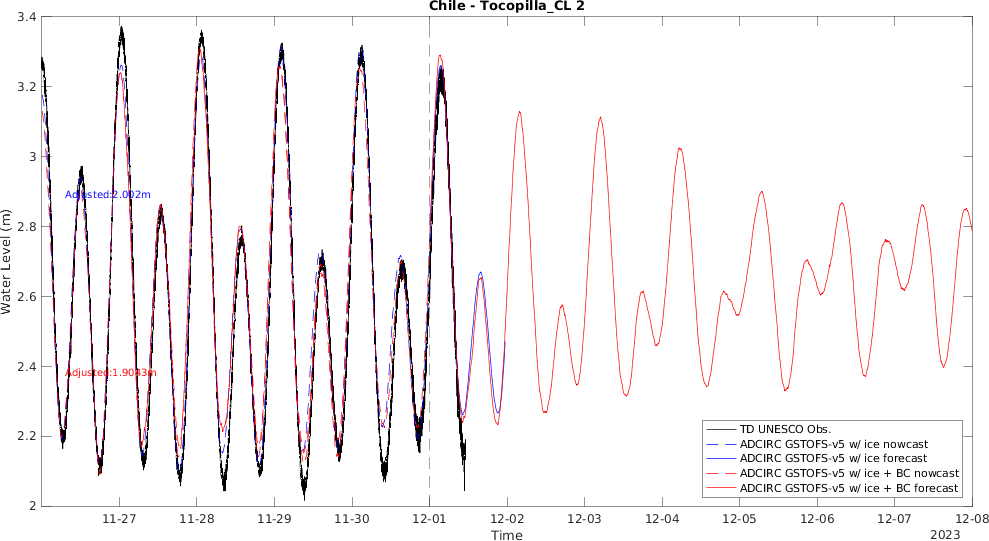 Chile - Tocopilla_CL 2
3.4
3.2
3
2.8
2.6
2.4
2.2
2
Water Level (m)
Adjusted:2.002m
Adjusted:1.9043m
TD UNESCO Obs.
ADCIRC GSTOFS-v5 w/ ice nowcast
ADCIRC GSTOFS-v5 w/ ice forecast
ADCIRC GSTOFS-v5 w/ ice + BC nowcast
ADCIRC GSTOFS-v5 w/ ice + BC forecast
11-27 11-28 11-29 11-30 12-01 12-02 12-03 12-04 12-05 12-06 12-07 12-08
Time
2023